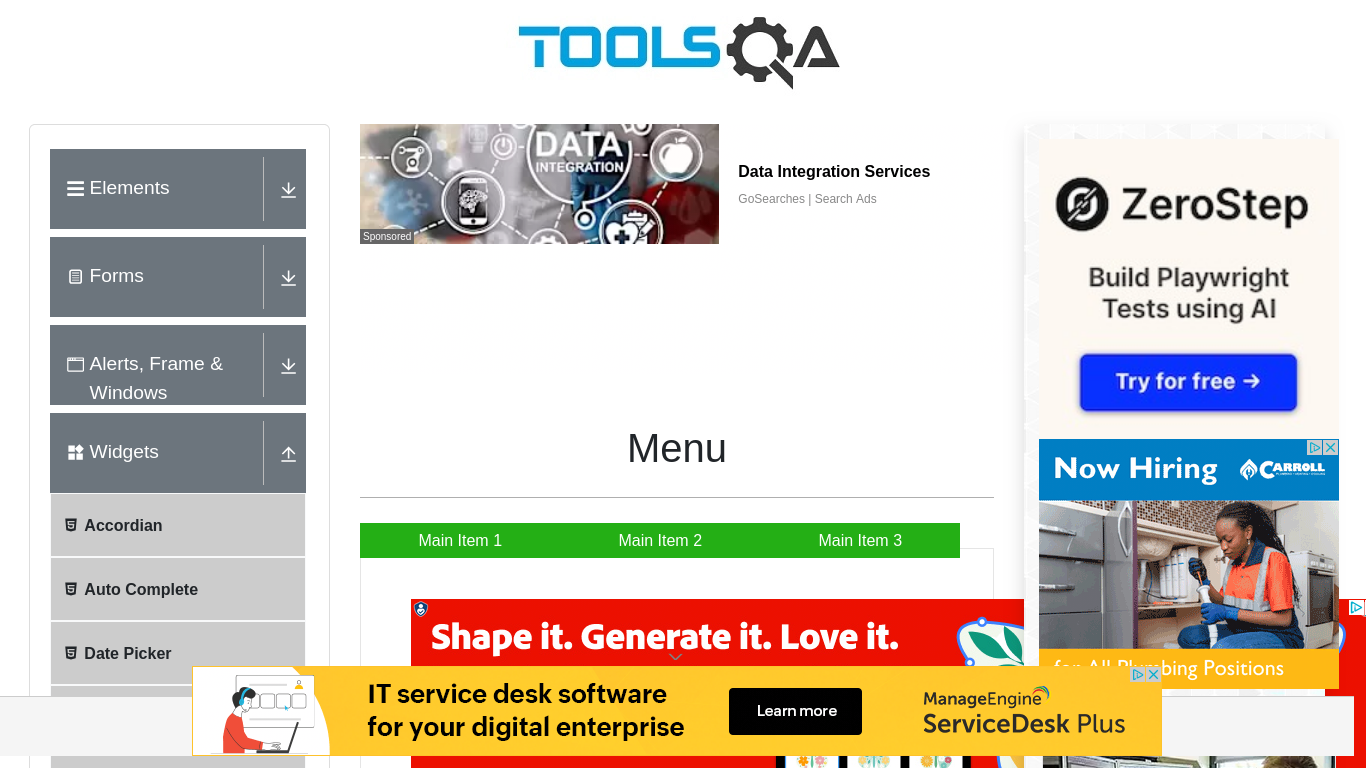 TOOLSQA
Elements
Forms
Alerts, Frame &
Windows
Widgets
Accordian
Auto Complete
Date Picker
DATA
INTEGRATION
Sponsored
Data Integration Services
GoSearches | Search Ads
Menu
Main Item 1
Main Item 2
Main Item 3
Shape it. Generate it. Love it.
ZeroStep
Build Playwright
Tests using AI
Try for free →
Now Hiring
CARROLL
for All Plumbing Positions
IT service desk software
for your digital enterprise
Learn more
ManageEngine
ServiceDesk Plus